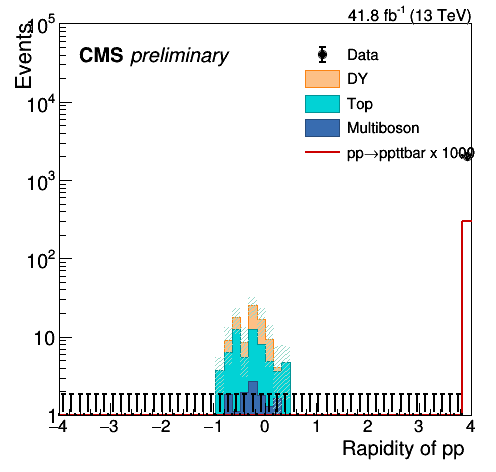 41.8 fb⁻¹ (13 TeV)
Events
CMS preliminary
Data
DY
Top
Multiboson
pp→ppttbar x 1000
10⁵
10⁴
10³
10²
10
1
−4 −3 −2 −1 0 1 2 3 4
Rapidity of pp